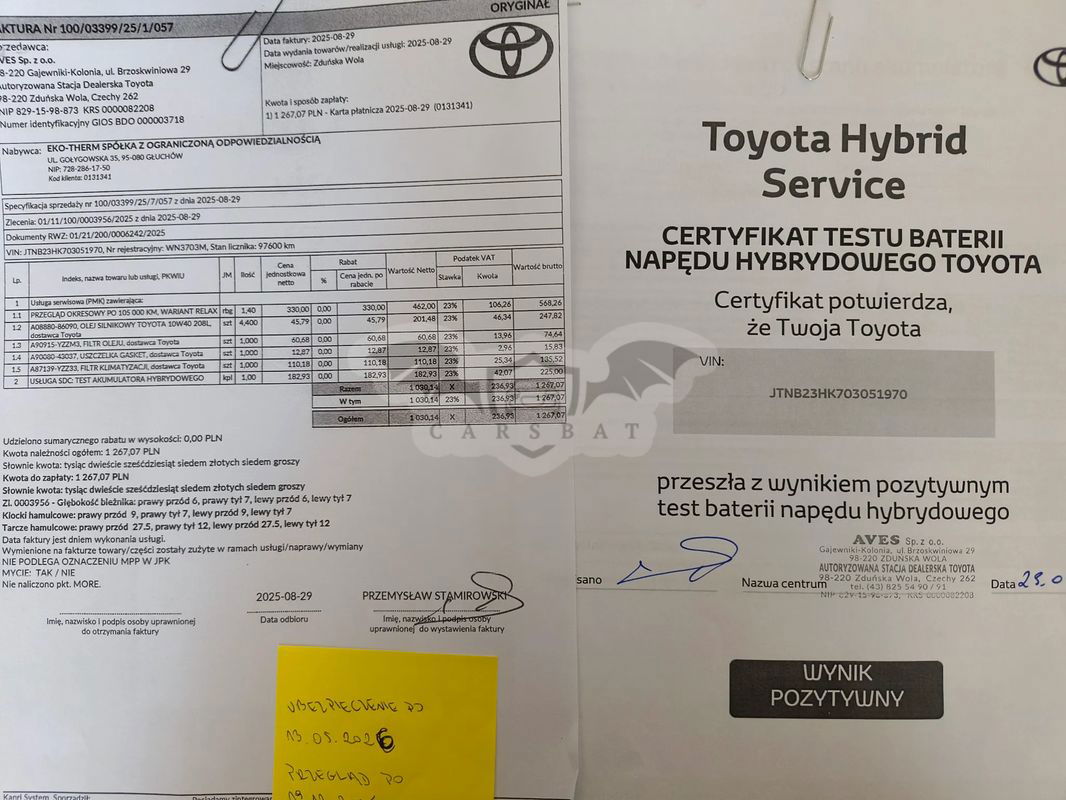 ORYGINAŁ
AKTURA Nr 100/03399/25/1/057
AVES Sp. z o.o.
98-220 Gajewniki-Kolonia, ul. Brzoskwiniowa 29
Autoryzowana Stacja Dealerska Toyota
98-220 Zduńska Wola, Czechy 262
NIP 829-15-98-873 KRS 0000082208
Numer identyfikacyjny GIOS BDO 000003718
Data faktury: 2025-08-29
Data wydania towarów/realizacji usługi: 2025-08-29
Miejscowość: Zduńska Wola
Kwota i sposób zapłaty:
1) 1 267,07 PLN - Karta płatnicza 2025-08-29 (0131341)
Nabywca: EKO-THERM SPÓŁKA Z OGRANICZONĄ ODPOWIEDZIALNOŚCIĄ
UL. GOŁYGOWSKA 35, 95-080 GŁUCHÓW
NIP: 728-286-17-50
Kod klienta: 0131341
Specyfikacja sprzedaży nr 100/03399/25/7/057 z dnia 2025-08-29
Zlecenia: 01/11/100/0003956/2025 z dnia 2025-08-29
Dokumenty RWZ: 01/21/200/0006242/2025
VIN: JTNB23HK703051970, Nr rejestracyjny: WN3703M, Stan licznika: 97600 km
Lp. Indeks, nazwa towaru lub usługi, PKWIU JM Ilość Cena jednostkowa netto Rabat % Cena jedn. po rabacie Wartość Netto Podatek VAT Stawka Kwota Wartość brutto
1 Usługa serwisowa (PMK) zawierająca: 462,00 23% 106,26 568,26
1.1 PRZEGLĄD OKRESOWY PO 105 000 KM, WARIANT RELAX rbg 1,40 330,00 0,00 330,00
1.2 A08880-86090, OLEJ SILNIKOWY TOYOTA 10W40 208L, dostawca Toyota szt 4,400 45,79 0,00 45,79 201,48 23% 46,34 247,82
1.3 A90915-YZZM3, FILTR OLEJU, dostawca Toyota szt 1,000 60,68 0,00 60,68 60,68 23% 13,96 74,64
1.4 A90080-43037, USZCZELKA GASKET, dostawca Toyota szt 1,000 12,87 0,00 12,87 12,87 23% 2,96 15,83
1.5 A87139-YZZ33, FILTR KLIMATYZACJI, dostawca Toyota szt 1,000 110,18 0,00 110,18 110,18 23% 25,34 135,52
2 USŁUGA SDC: TEST AKUMULATORA HYBRYDOWEGO kpl 1,00 182,93 0,00 182,93 182,93 23% 42,07 225,00
Razem 1 030,14 X 236,93 1 267,07
W tym 1 030,14 23% 236,93 1 267,07
Ogółem 1 030,14 X 236,93 1 267,07
Udzielono sumarycznego rabatu w wysokości: 0,00 PLN
Kwota należności ogółem: 1 267,07 PLN
Słownie kwota: tysiąc dwieście sześćdziesiąt siedem złotych siedem groszy
Kwota do zapłaty: 1 267,07 PLN
Słownie kwota: tysiąc dwieście sześćdziesiąt siedem złotych siedem groszy
Zl. 0003956 - Głębokość bieżnika: prawy przód 6, prawy tył 7, lewy przód 6, lewy tył 7
Klocki hamulcowe: prawy przód 9, prawy tył 7, lewy przód 9, lewy tył 7
Tarcze hamulcowe: prawy przód 27.5, prawy tył 12, lewy przód 27.5, lewy tył 12
Data faktury jest dniem wykonania usługi.
Wymienione na fakturze towary/części zostały zużyte w ramach usługi/naprawy/wymiany
NIE PODLEGA OZNACZENIU MPP W JPK
MYCIE: TAK / NIE
Nie naliczono pkt. MORE.
2025-08-29
PRZEMYSŁAW STAMIROWSKI
Imię, nazwisko i podpis osoby uprawnionej
do otrzymania faktury
Data odbioru
Imię, nazwisko i podpis osoby
uprawnionej do wystawienia faktury
UBEZPIECZENIE DO
13.05.2026
PRZEGLĄD DO
Toyota Hybrid
Service
CERTYFIKAT TESTU BATERII
NAPĘDU HYBRYDOWEGO TOYOTA
Certyfikat potwierdza,
że Twoja Toyota
VIN:
JTNB23HK703051970
przeszła z wynikiem pozytywnym
test baterii napędu hybrydowego
AVES Sp. z o.o.
Gajewniki-Kolonia, ul. Brzoskwiniowa 29
98-220 ZDUŃSKA WOLA
AUTORYZOWANA STACJA DEALERSKA TOYOTA
98-220 Zduńska Wola, Czechy 262
tel. (43) 825 54 90 / 91
NIP 829-15-98-873, KRS 0000082208
sano
Nazwa centrum
Data 29.0
WYNIK
POZYTYWNY
CARSBAT